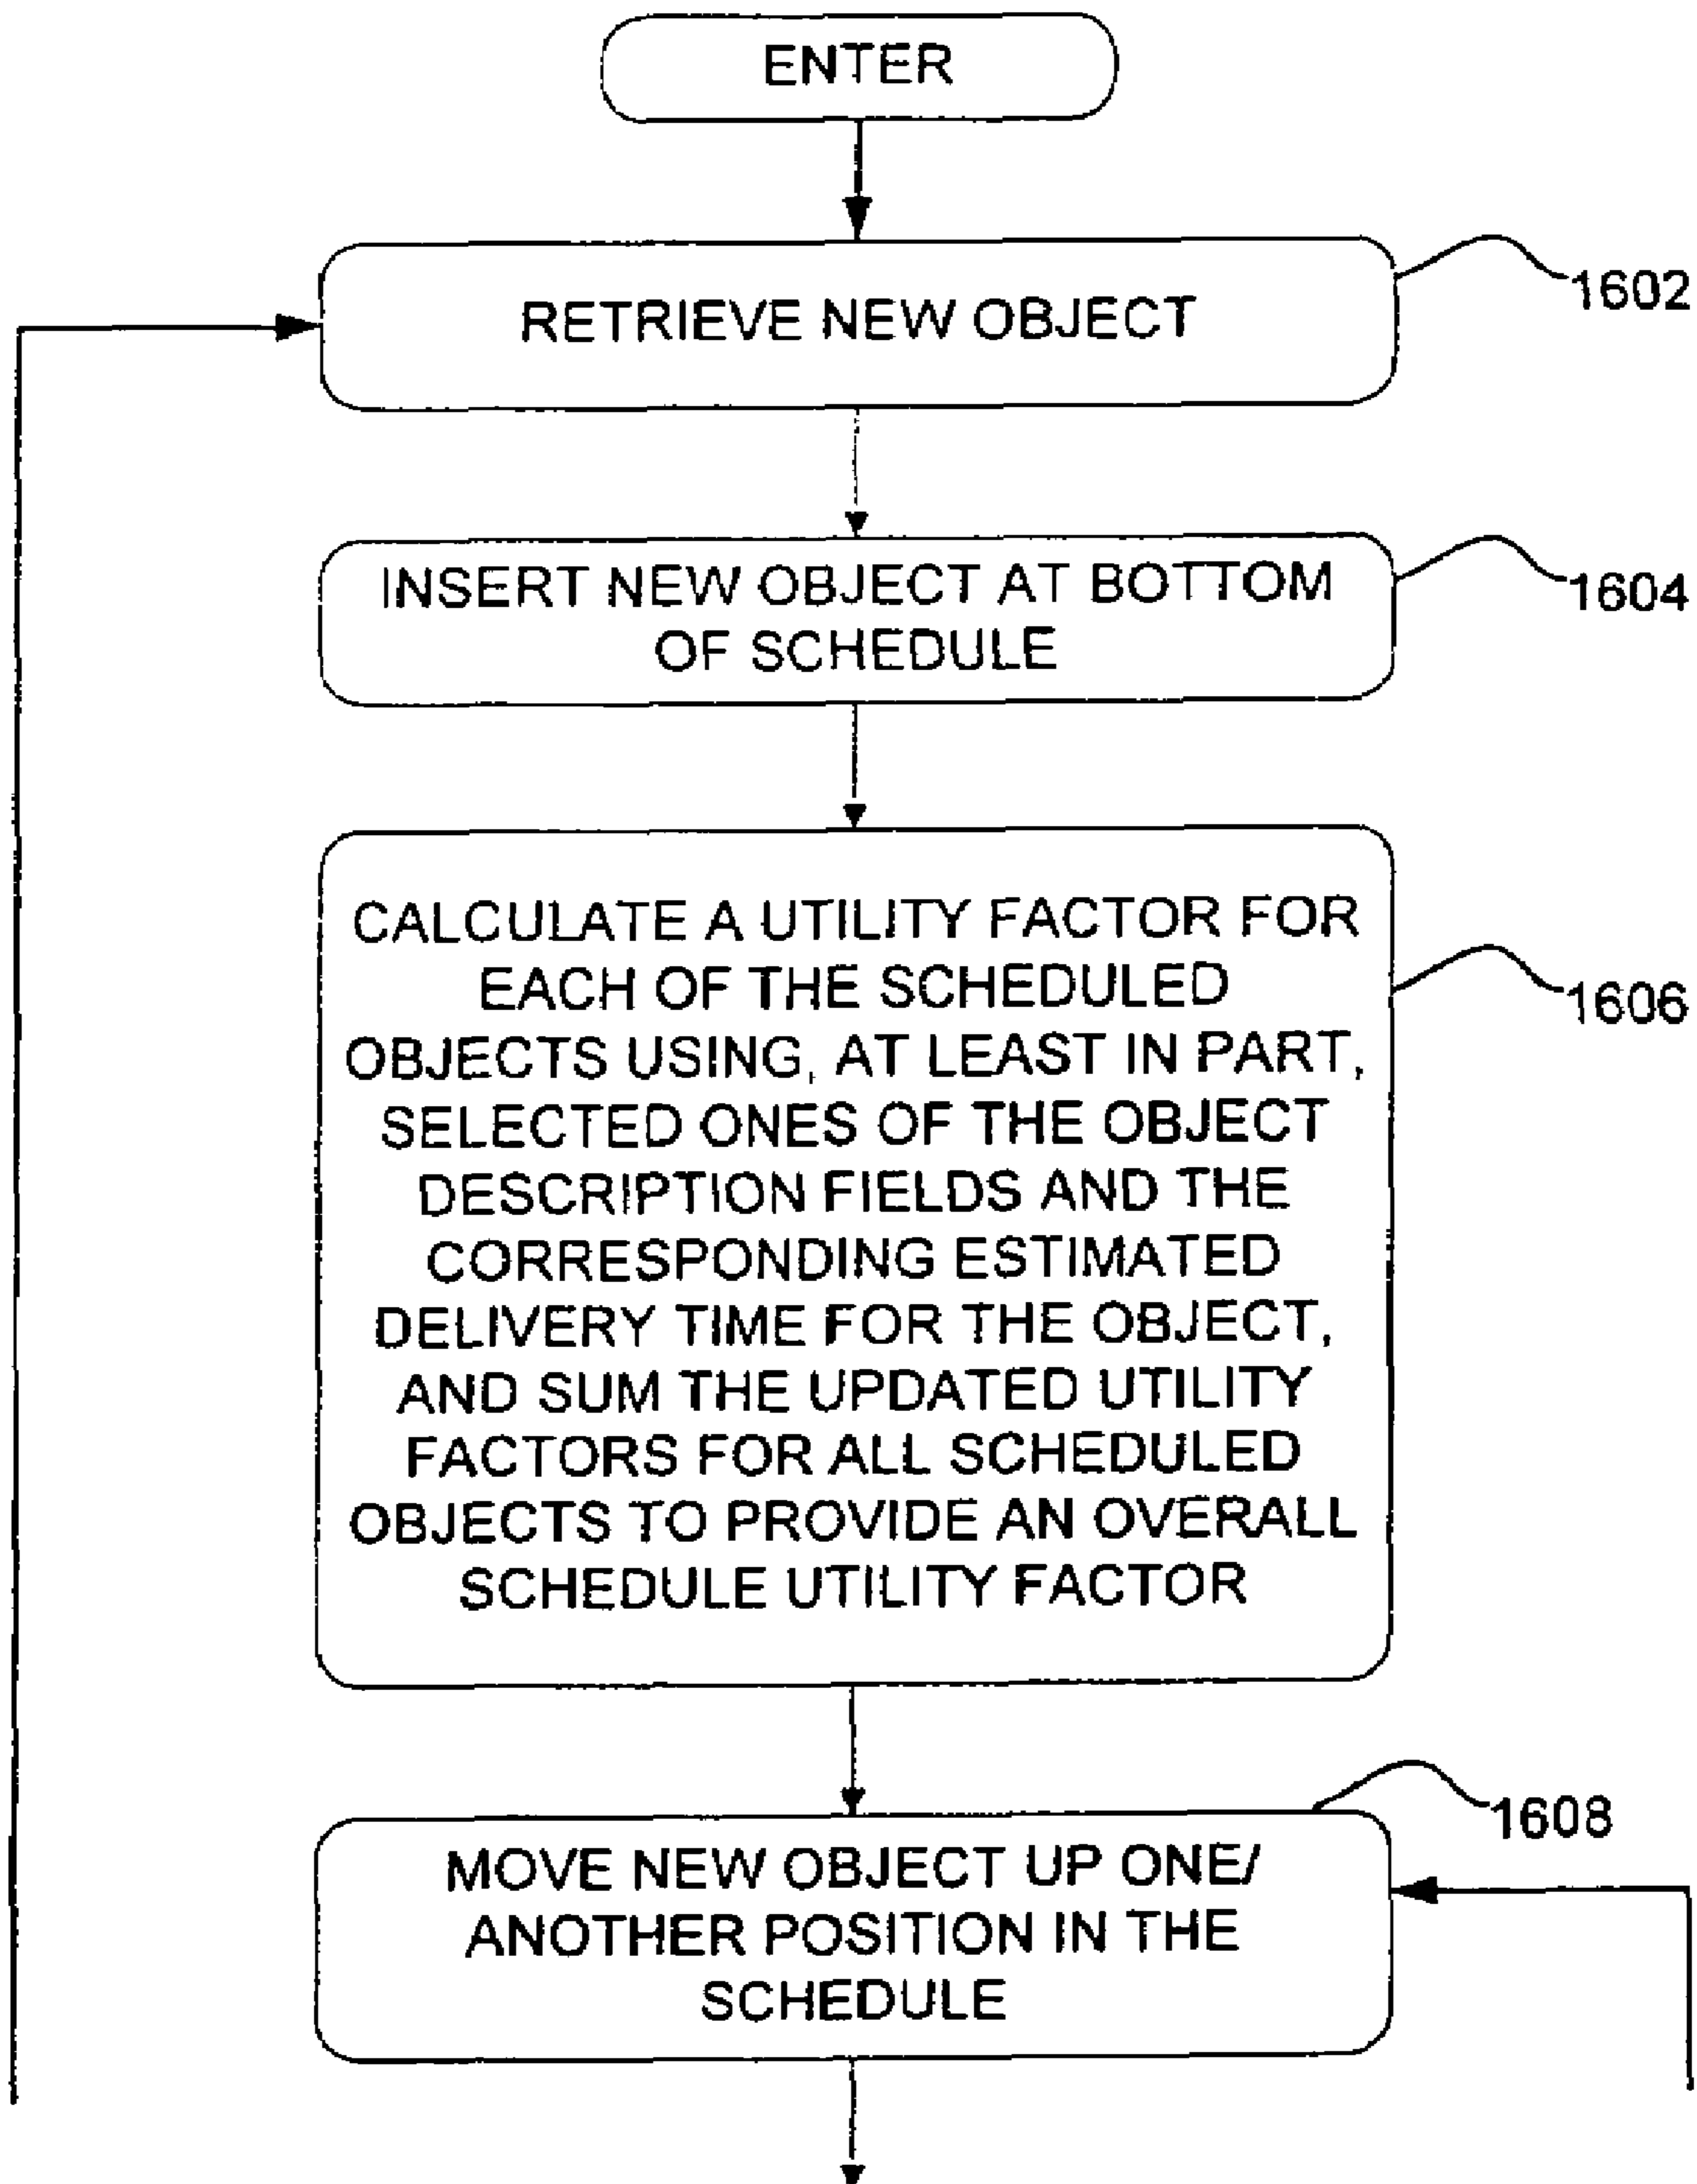 ENTER
RETRIEVE NEW OBJECT
1602
INSERT NEW OBJECT AT BOTTOM
OF SCHEDULE
1604
CALCULATE A UTILITY FACTOR FOR
EACH OF THE SCHEDULED
OBJECTS USING, AT LEAST IN PART,
SELECTED ONES OF THE OBJECT
DESCRIPTION FIELDS AND THE
CORRESPONDING ESTIMATED
DELIVERY TIME FOR THE OBJECT,
AND SUM THE UPDATED UTILITY
FACTORS FOR ALL SCHEDULED
OBJECTS TO PROVIDE AN OVERALL
SCHEDULE UTILITY FACTOR
1606
MOVE NEW OBJECT UP ONE/
ANOTHER POSITION IN THE
SCHEDULE
1608